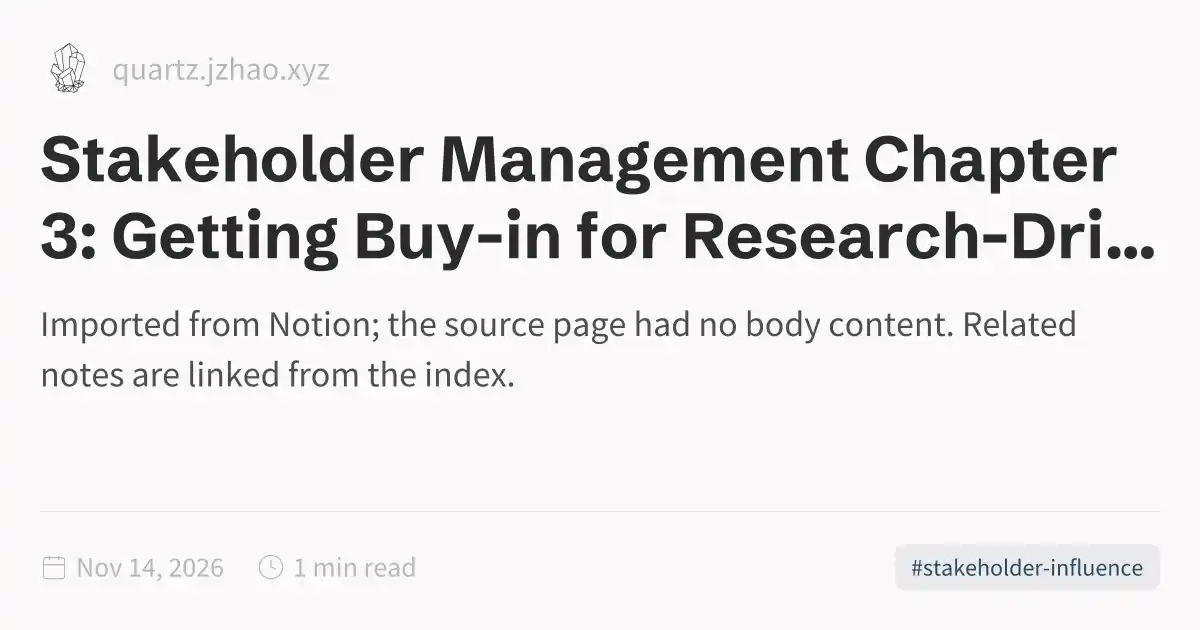 quartz.jzhao.xyz
Stakeholder Management Chapter
3: Getting Buy-in for Research-Dri...
Imported from Notion; the source page had no body content. Related
notes are linked from the index.
Nov 14, 2026 1 min read #stakeholder-influence